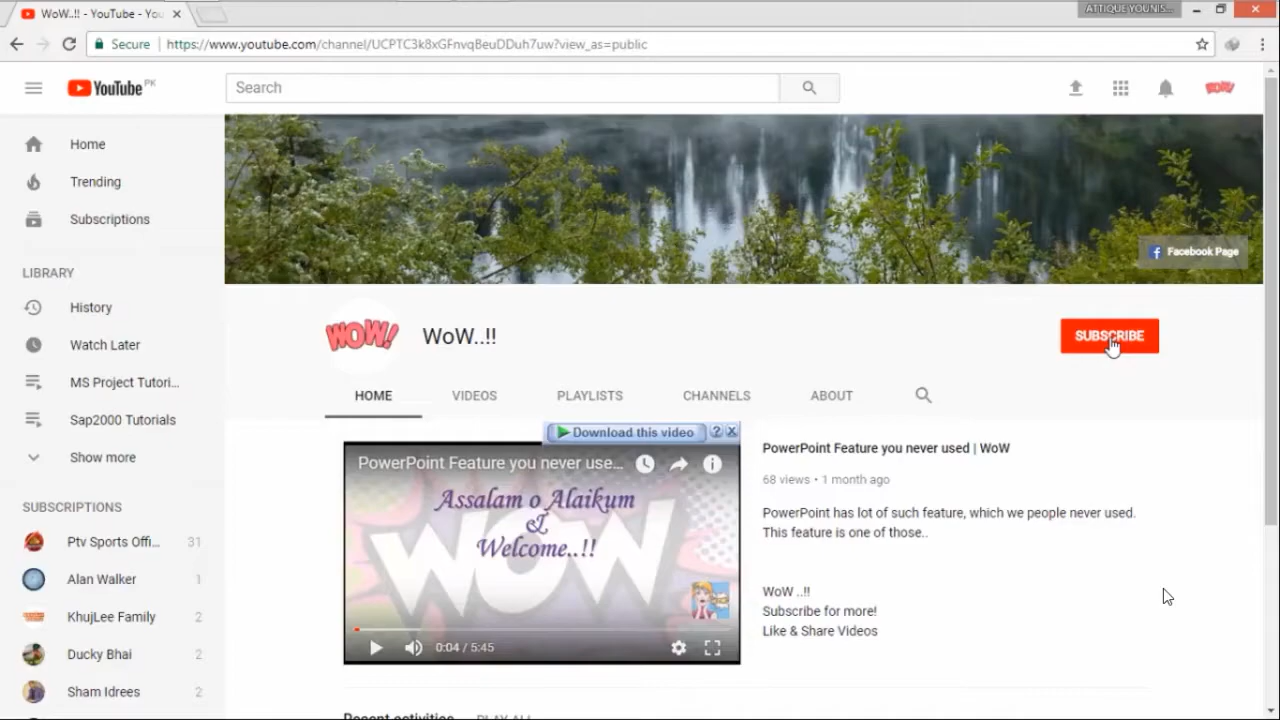 WoW..!! - YouTube - You
ATTIQUE YOUNIS...
Secure
https://www.youtube.com/channel/UCPTC3k8xGFnvqBeuDDuh7uw?view_as=public
YouTube PK
Search
WOW!
Home
Trending
Subscriptions
LIBRARY
History
Watch Later
MS Project Tutori...
Sap2000 Tutorials
Show more
SUBSCRIPTIONS
Ptv Sports Offi... 31
Alan Walker 1
KhujLee Family 2
Ducky Bhai 2
Sham Idrees 2
Facebook Page
WOW!
WoW..!!
SUBSCRIBE
HOME VIDEOS PLAYLISTS CHANNELS ABOUT
Download this video ? X
PowerPoint Feature you never use...
Assalam o Alaikum
&
Welcome..!!
WOW
0:04 / 5:45
PowerPoint Feature you never used | WoW
68 views • 1 month ago
PowerPoint has lot of such feature, which we people never used.
This feature is one of those..
WoW ..!!
Subscribe for more!
Like & Share Videos
Recent activities PLAY ALL